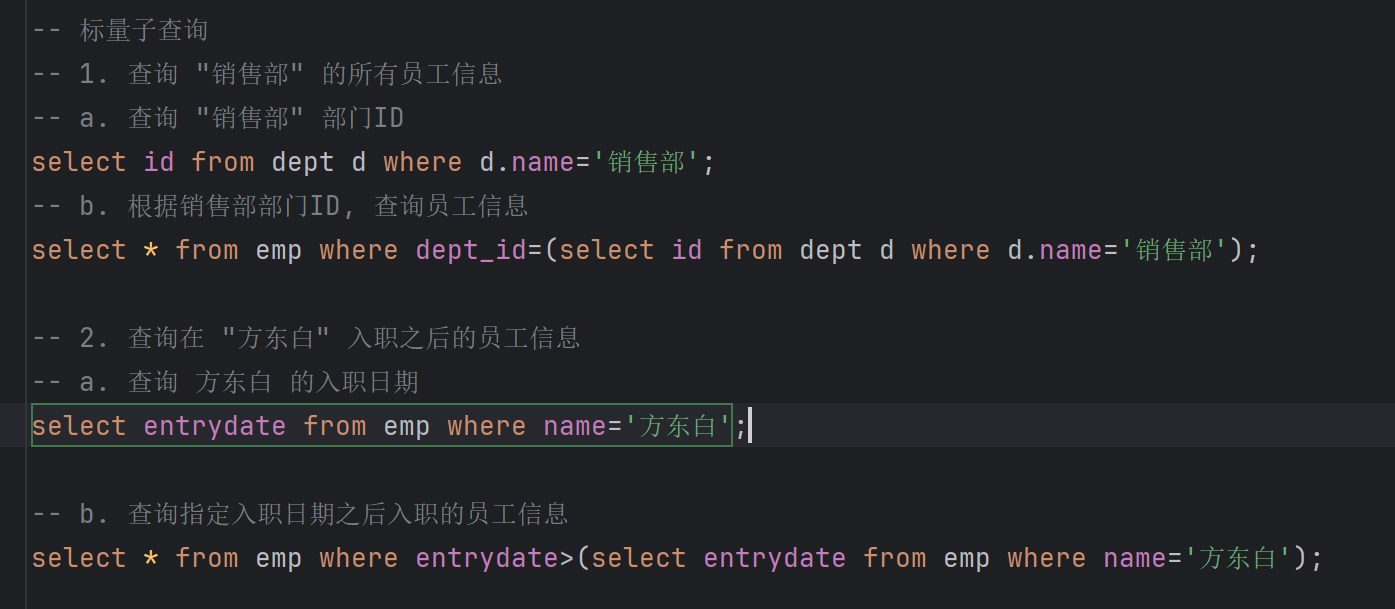 -- 标量子查询
-- 1. 查询 "销售部" 的所有员工信息
-- a. 查询 "销售部" 部门ID
select id from dept d where d.name='销售部';
-- b. 根据销售部部门ID, 查询员工信息
select * from emp where dept_id=(select id from dept d where d.name='销售部');
-- 2. 查询在 "方东白" 入职之后的员工信息
-- a. 查询 方东白 的入职日期
select entrydate from emp where name='方东白';
-- b. 查询指定入职日期之后入职的员工信息
select * from emp where entrydate>(select entrydate from emp where name='方东白');